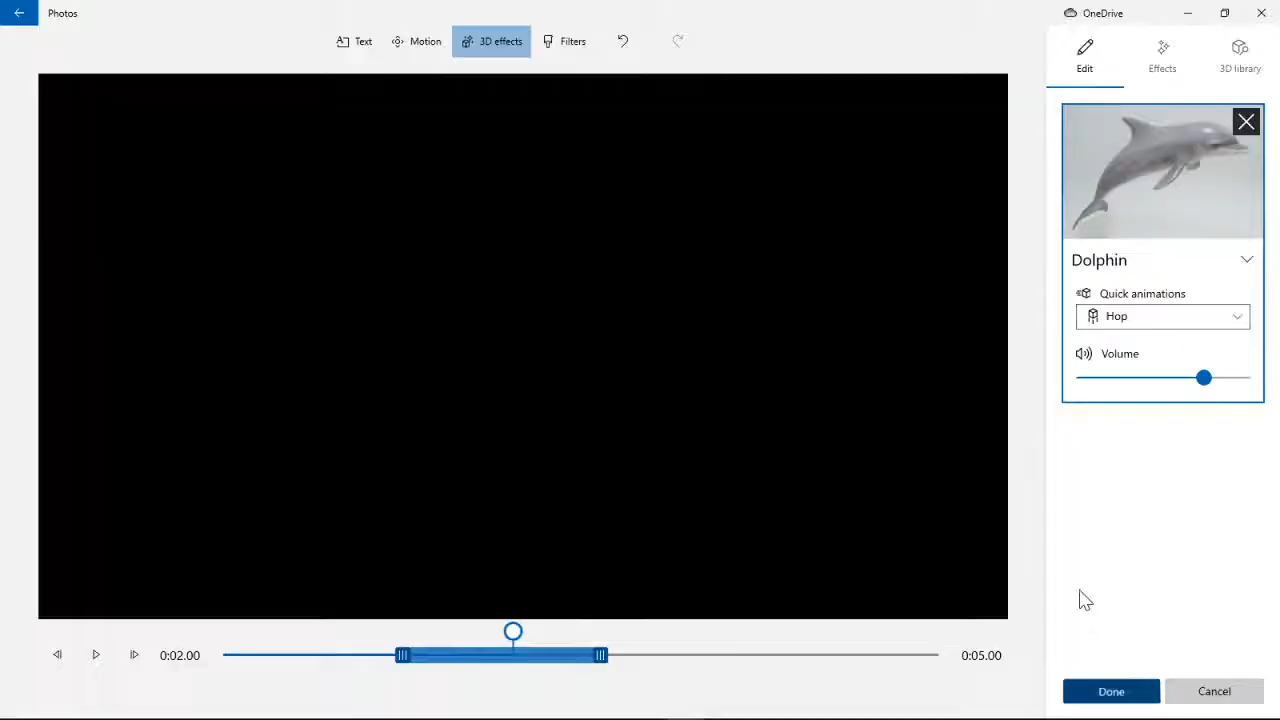 Photos
OneDrive
Text Motion 3D effects Filters
Edit Effects 3D library
Dolphin
Quick animations
Hop
Volume
0:02.00 0:05.00
Done Cancel